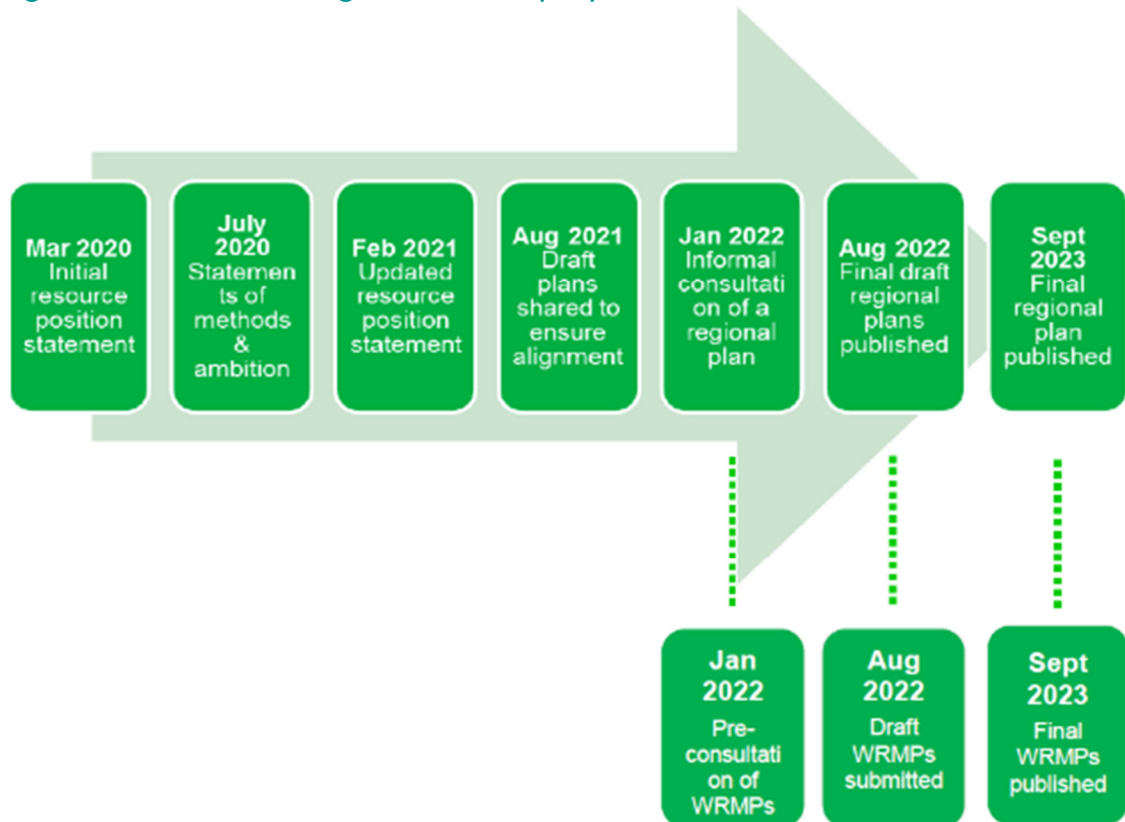 Mar 2020
Initial
resource
position
statement
July
2020
Statemen
ts of
methods
&
ambition
Feb 2021
Updated
resource
position
statement
Aug 2021
Draft
plans
shared to
ensure
alignment
Jan 2022
Informal
consultati
on of a
regional
plan
Aug 2022
Final draft
regional
plans
published
Sept
2023
Final
regional
plan
published
Jan
2022
Pre-
consultati
on of
WRMPs
Aug
2022
Draft
WRMPs
submitted
Sept
2023
Final
WRMPs
published